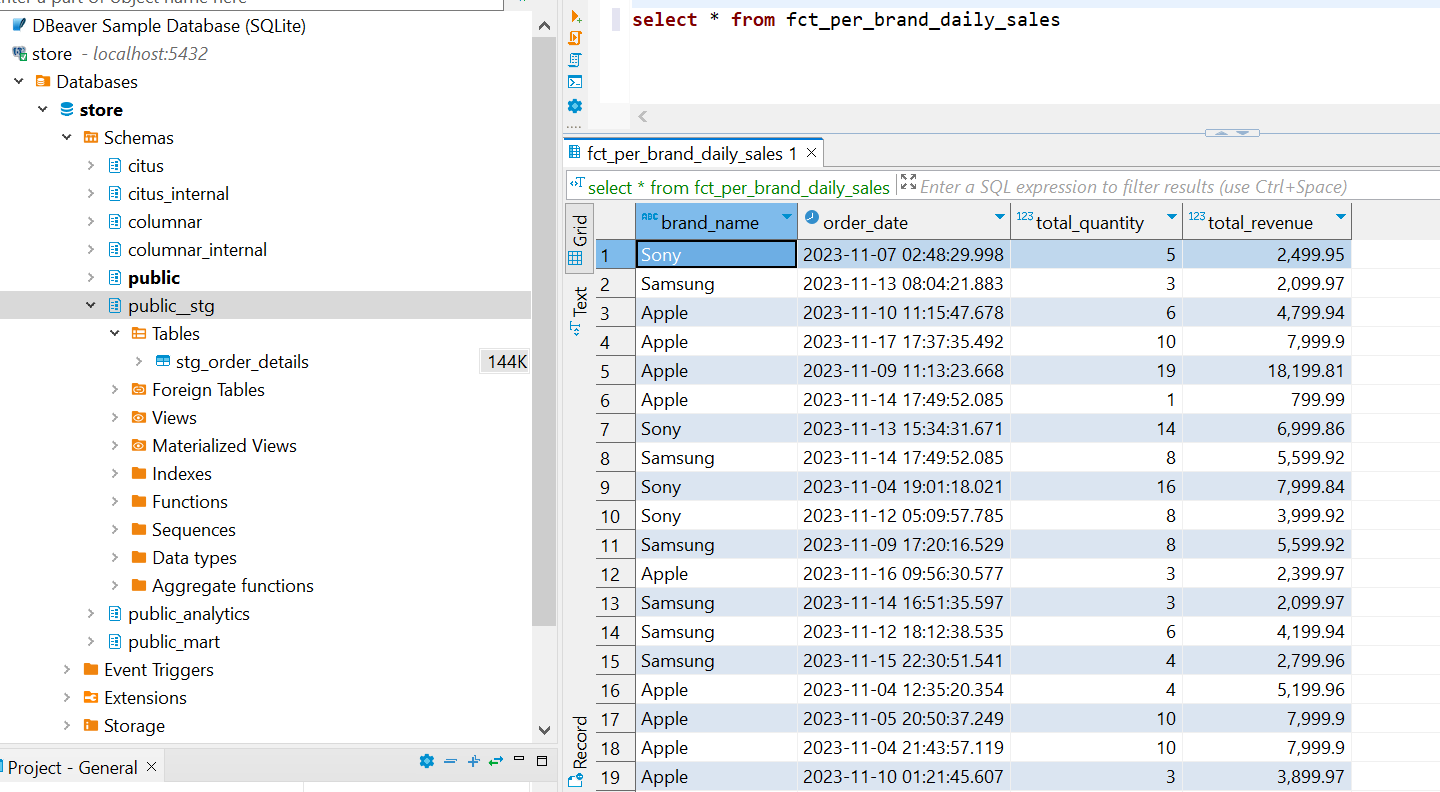 Enter a part of object name here
DBeaver Sample Database (SQLite)
store - localhost:5432
Databases
store
Schemas
citus
citus_internal
columnar
columnar_internal
public
public__stg
Tables
stg_order_details 144K
Foreign Tables
Views
Materialized Views
Indexes
Functions
Sequences
Data types
Aggregate functions
public_analytics
public_mart
Event Triggers
Extensions
Storage
Project - General
select * from fct_per_brand_daily_sales
fct_per_brand_daily_sales 1
select * from fct_per_brand_daily_sales Enter a SQL expression to filter results (use Ctrl+Space)
Grid
Text
Record
ABC brand_name order_date 123 total_quantity 123 total_revenue
1 Sony 2023-11-07 02:48:29.998 5 2,499.95
2 Samsung 2023-11-13 08:04:21.883 3 2,099.97
3 Apple 2023-11-10 11:15:47.678 6 4,799.94
4 Apple 2023-11-17 17:37:35.492 10 7,999.9
5 Apple 2023-11-09 11:13:23.668 19 18,199.81
6 Apple 2023-11-14 17:49:52.085 1 799.99
7 Sony 2023-11-13 15:34:31.671 14 6,999.86
8 Samsung 2023-11-14 17:49:52.085 8 5,599.92
9 Sony 2023-11-04 19:01:18.021 16 7,999.84
10 Sony 2023-11-12 05:09:57.785 8 3,999.92
11 Samsung 2023-11-09 17:20:16.529 8 5,599.92
12 Apple 2023-11-16 09:56:30.577 3 2,399.97
13 Samsung 2023-11-14 16:51:35.597 3 2,099.97
14 Samsung 2023-11-12 18:12:38.535 6 4,199.94
15 Samsung 2023-11-15 22:30:51.541 4 2,799.96
16 Apple 2023-11-04 12:35:20.354 4 5,199.96
17 Apple 2023-11-05 20:50:37.249 10 7,999.9
18 Apple 2023-11-04 21:43:57.119 10 7,999.9
19 Apple 2023-11-10 01:21:45.607 3 3,899.97